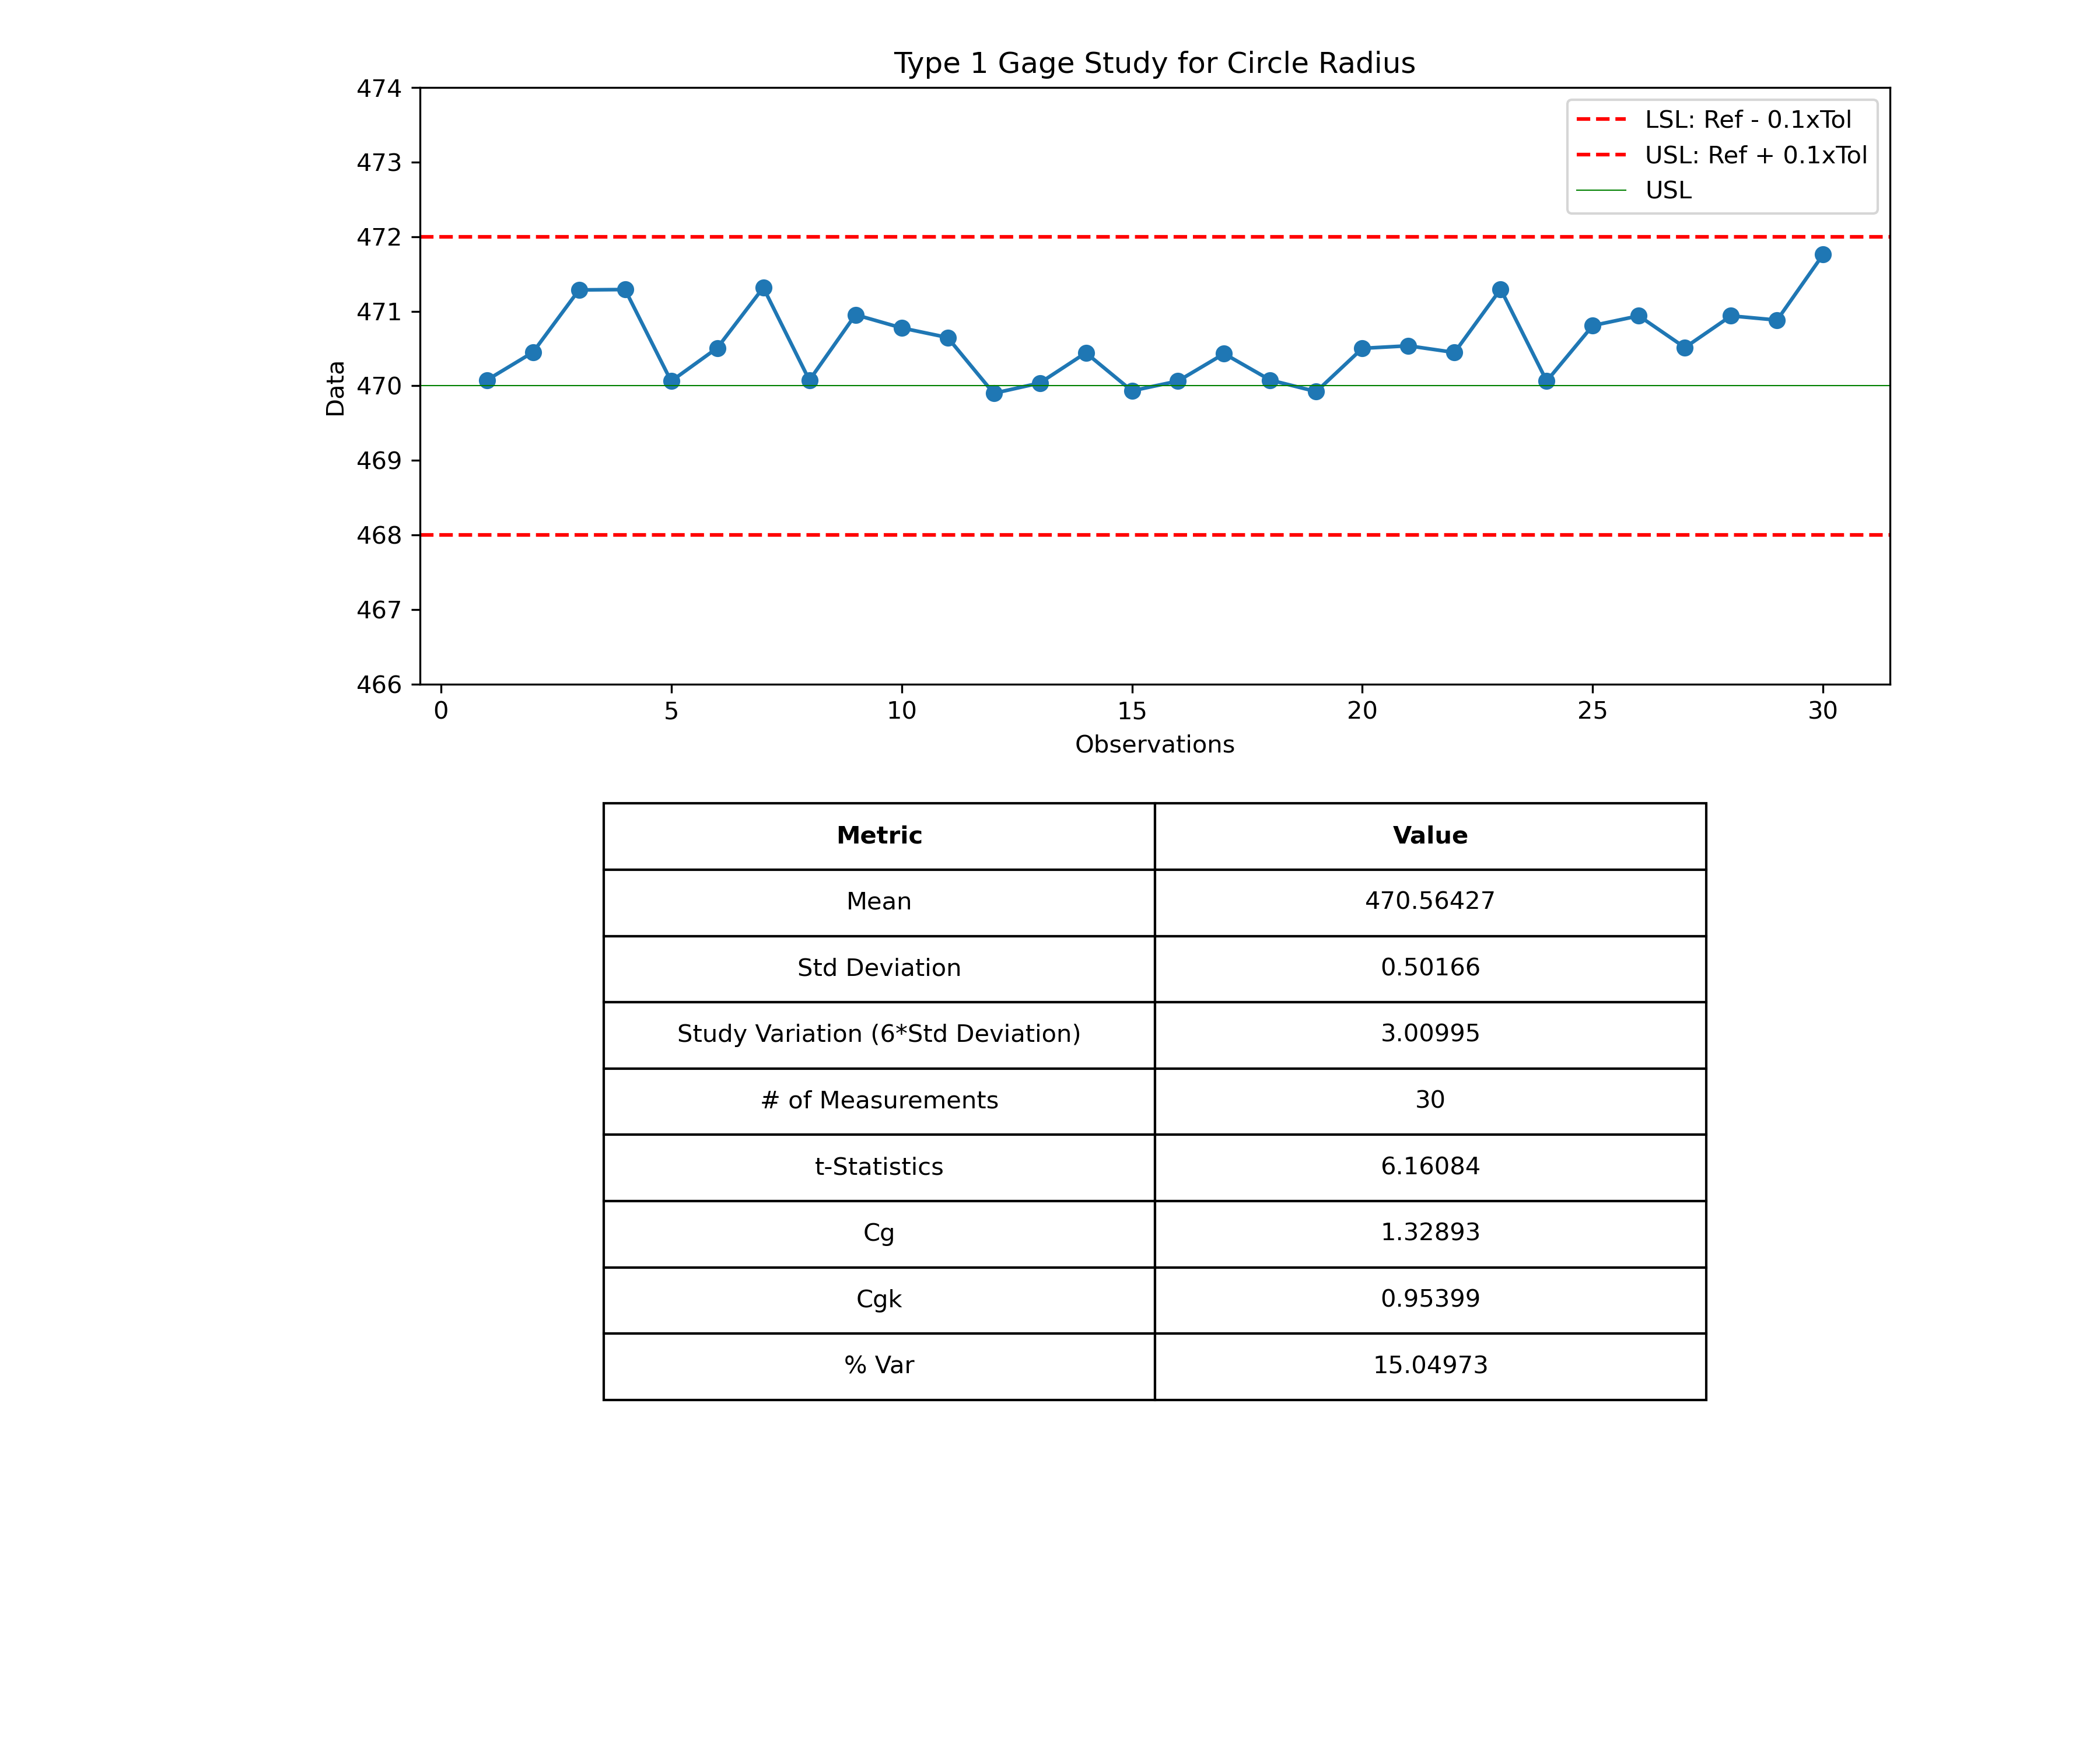 Type 1 Gage Study for Circle Radius
474
473
472
471
470
469
468
467
466
Data
LSL: Ref - 0.1xTol
USL: Ref + 0.1xTol
USL
0 5 10 15 20 25 30
Observations
Metric Value
Mean 470.56427
Std Deviation 0.50166
Study Variation (6*Std Deviation) 3.00995
# of Measurements 30
t-Statistics 6.16084
Cg 1.32893
Cgk 0.95399
% Var 15.04973